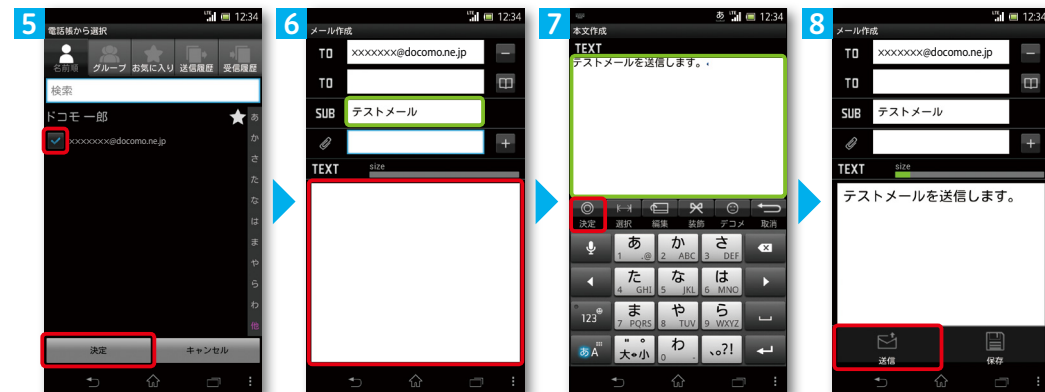 5
LTE
12:34
電話帳から選択
名前順 グループ お気に入り 送信履歴 受信履歴
検索
ドコモ 一郎
xxxxxxx@docomo.ne.jp
あ
か
さ
た
な
は
ま
や
ら
わ
他
決定 キャンセル
6
LTE
12:34
メール作成
TO xxxxxxx@docomo.ne.jp
TO
SUB テストメール
TEXT size
7
あ LTE 12:34
本文作成
TEXT
テストメールを送信します。
決定 選択 編集 装飾 デコメ 取消
あ か さ
1 .@ 2 ABC 3 DEF
た な は
4 GHI 5 JKL 6 MNO
123 ま や ら
7 PQRS 8 TUV 9 WXYZ
あA 大⇔小 わ 、。?!
0
8
LTE
12:34
メール作成
TO xxxxxxx@docomo.ne.jp
TO
SUB テストメール
TEXT size
テストメールを送信します。
送信 保存